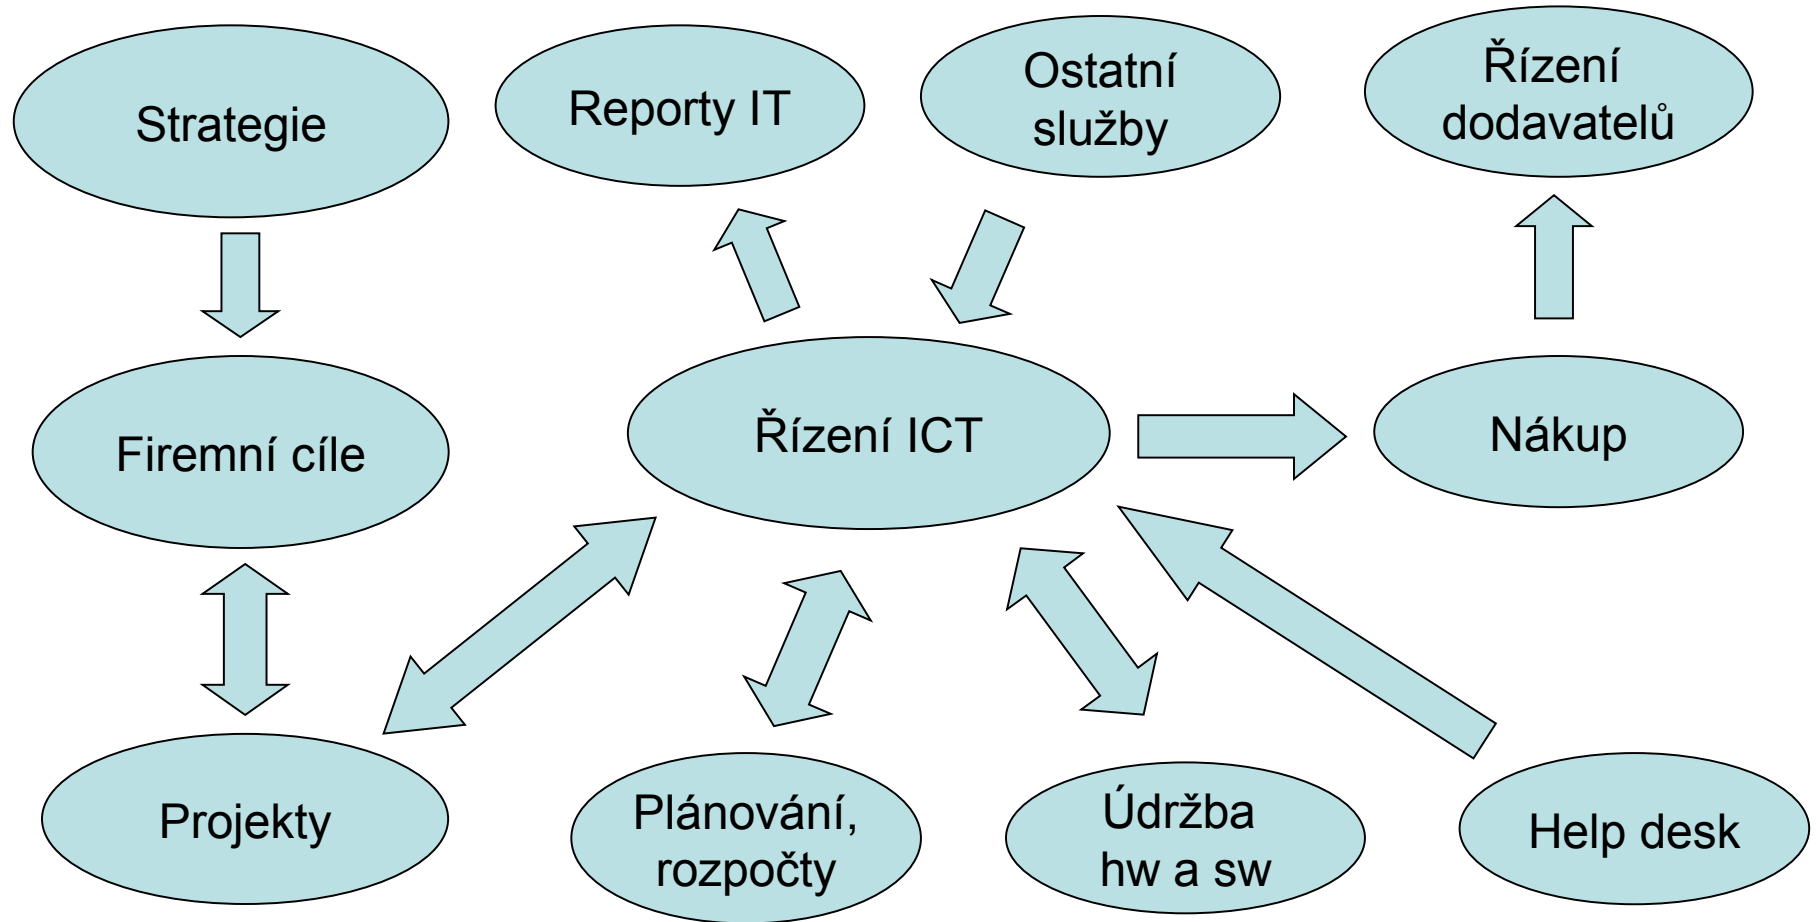 Strategie
Reporty IT
Ostatní
služby
Řízení
dodavatelů
Firemní cíle
Řízení ICT
Nákup
Projekty
Plánování,
rozpočty
Údržba
hw a sw
Help desk